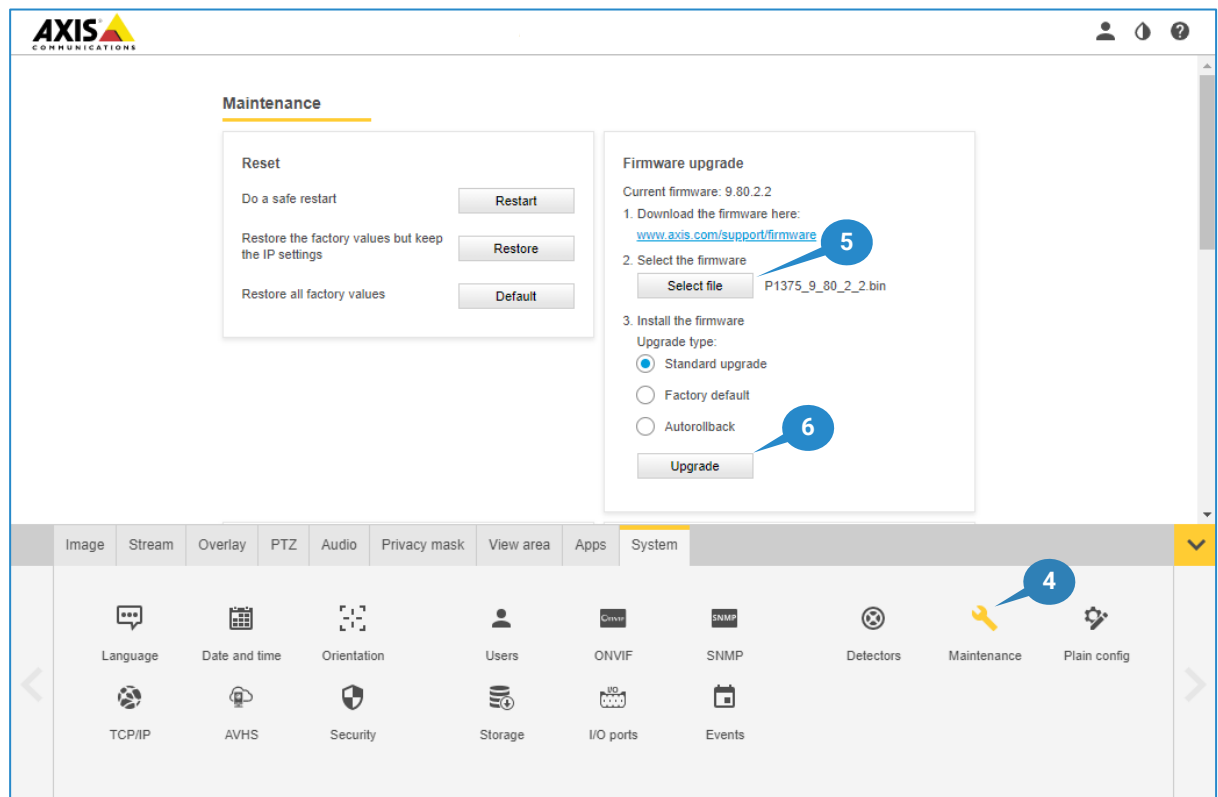 AXIS
COMMUNICATIONS
Maintenance
Reset
Do a safe restart
Restart
Restore the factory values but keep
the IP settings
Restore
Restore all factory values
Default
Firmware upgrade
Current firmware: 9.80.2.2
1. Download the firmware here:
www.axis.com/support/firmware
5
2. Select the firmware
Select file P1375_9_80_2_2.bin
3. Install the firmware
Upgrade type:
Standard upgrade
Factory default
Autorollback
6
Upgrade
Image Stream Overlay PTZ Audio Privacy mask View area Apps System
4
ONVIF SNMP
Language Date and time Orientation Users ONVIF SNMP Detectors Maintenance Plain config
I/O
TCP/IP AVHS Security Storage I/O ports Events